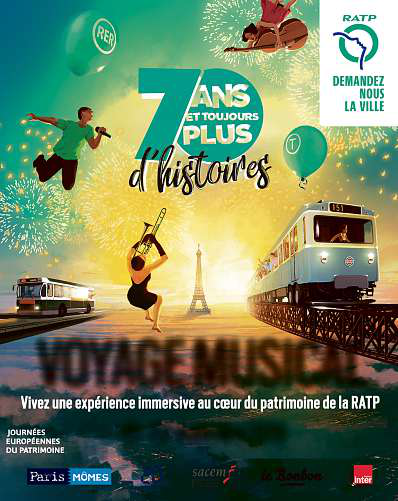 RATP
DEMANDEZ
NOUS
LA VILLE
RER
70
ANS
ET TOUJOURS
PLUS
d'histoires
T
VOYAGE MUSICAL
Vivez une expérience immersive au cœur du patrimoine de la RATP
JOURNÉES
EUROPÉENNES
DU PATRIMOINE
Paris MÔMES
sacem
le Bonbon
inter